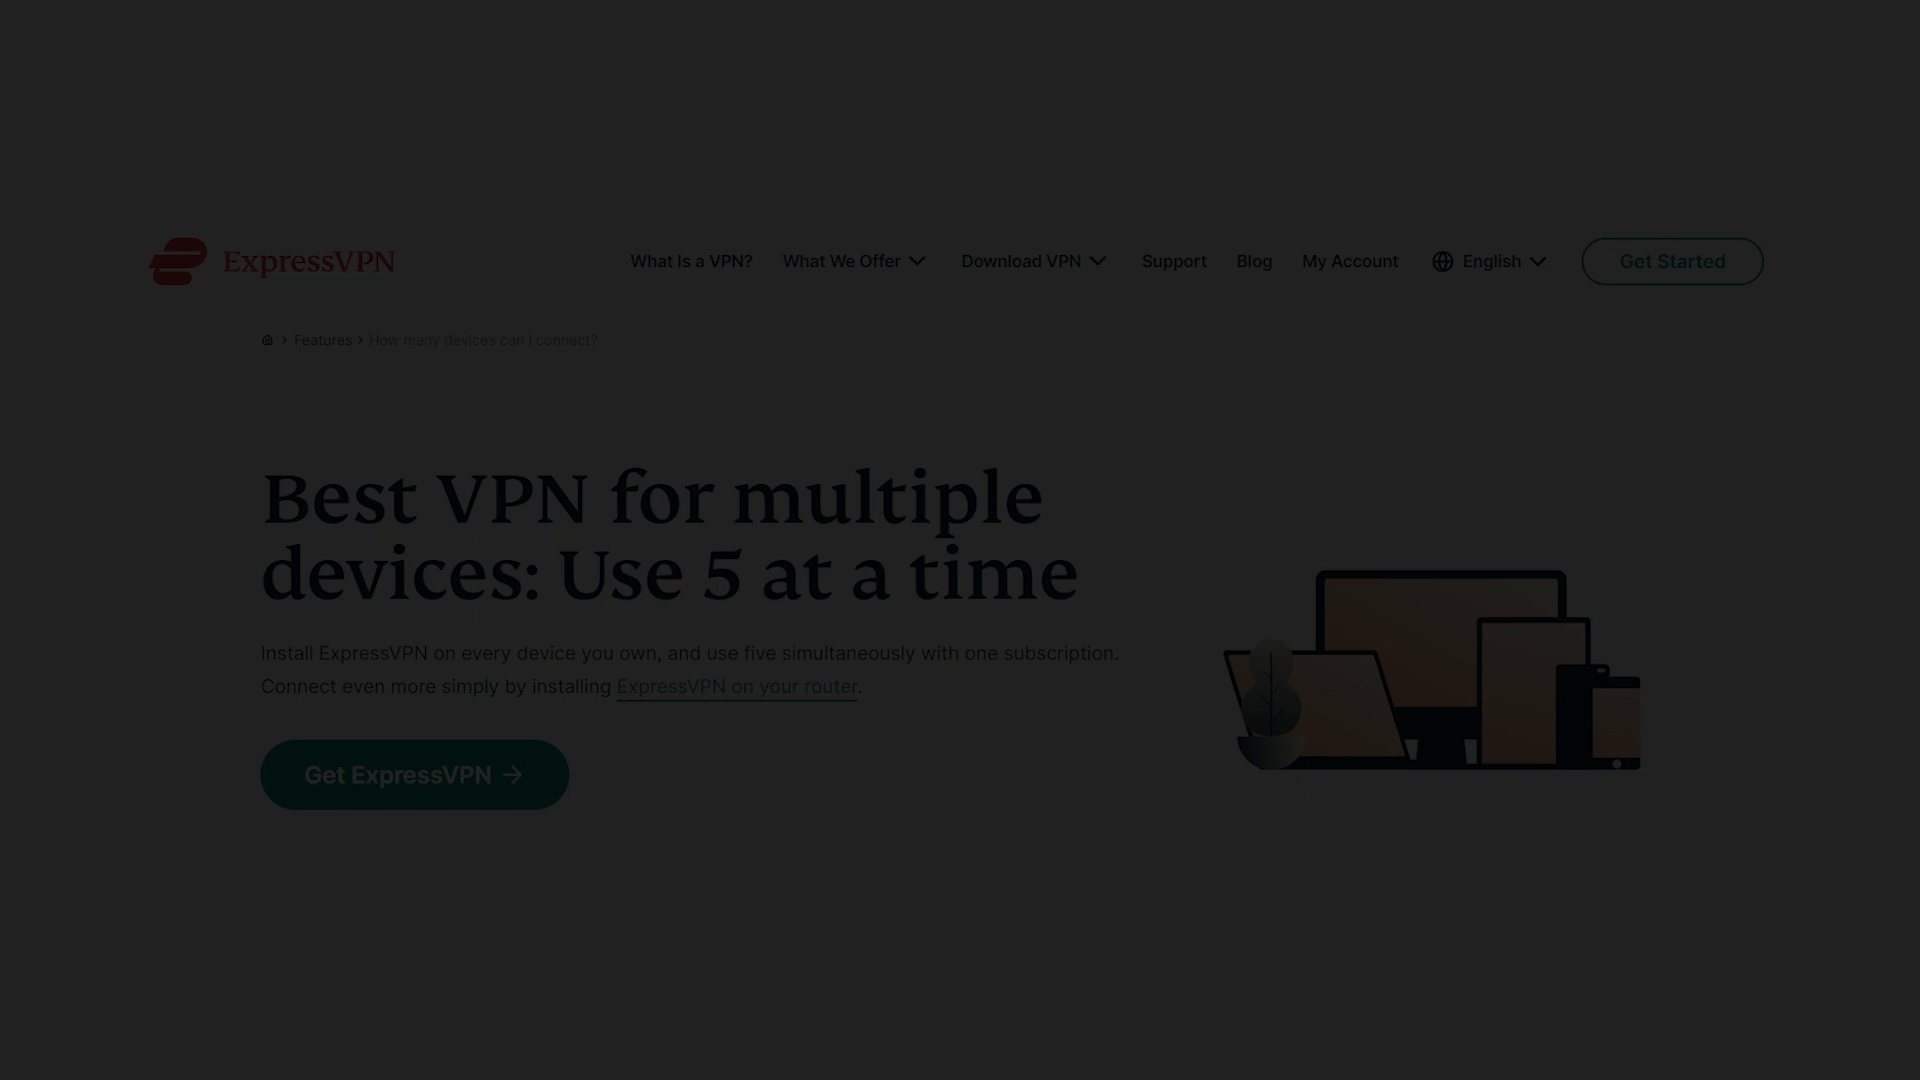 ExpressVPN
What Is a VPN? What We Offer Download VPN Support Blog My Account English Get Started
Features How many devices can I connect?
Best VPN for multiple
devices: Use 5 at a time
Install ExpressVPN on every device you own, and use five simultaneously with one subscription.
Connect even more simply by installing ExpressVPN on your router.
Get ExpressVPN